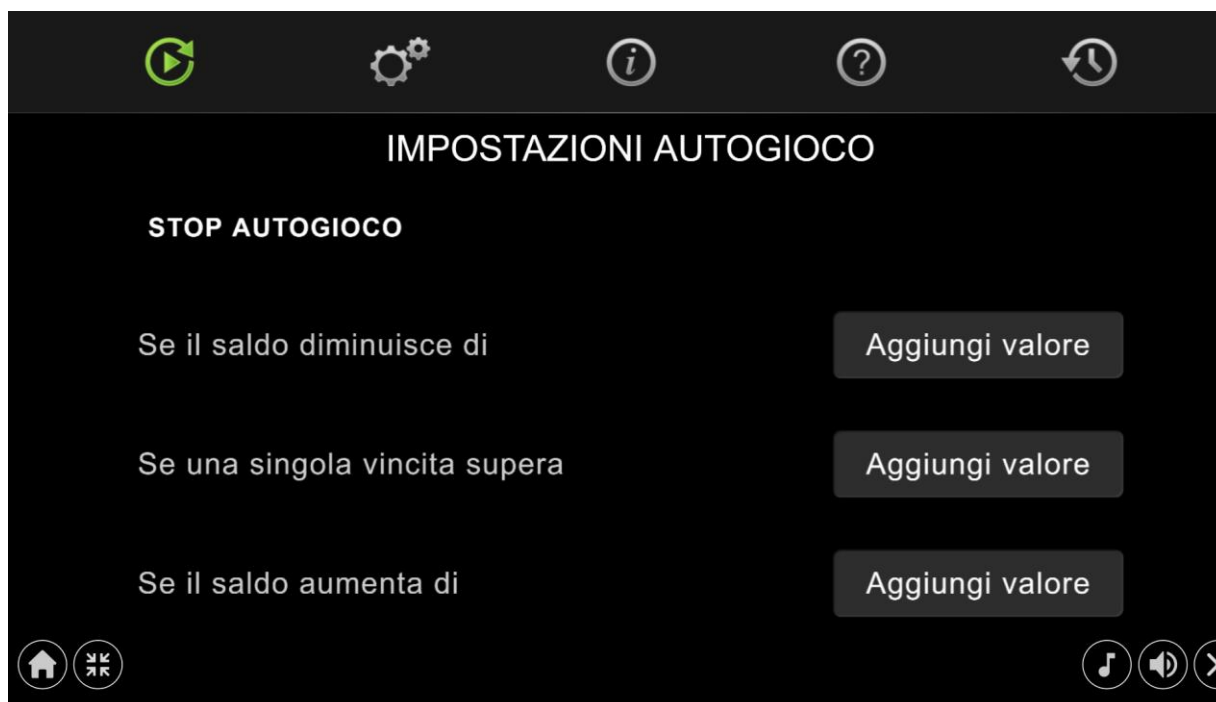 IMPOSTAZIONI AUTOGIOCO
STOP AUTOGIOCO
Se il saldo diminuisce di Aggiungi valore
Se una singola vincita supera Aggiungi valore
Se il saldo aumenta di Aggiungi valore